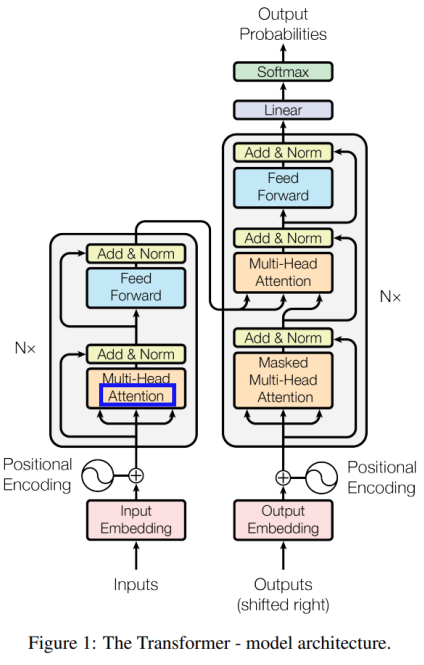 Output
Probabilities
Softmax
Linear
Add & Norm
Feed
Forward
Add & Norm
Multi-Head
Attention
Add & Norm
Masked
Multi-Head
Attention
Nx
Add & Norm
Feed
Forward
Add & Norm
Multi-Head
Attention
Nx
Positional
Encoding
Positional
Encoding
Input
Embedding
Output
Embedding
Inputs
Outputs
(shifted right)
Figure 1: The Transformer - model architecture.